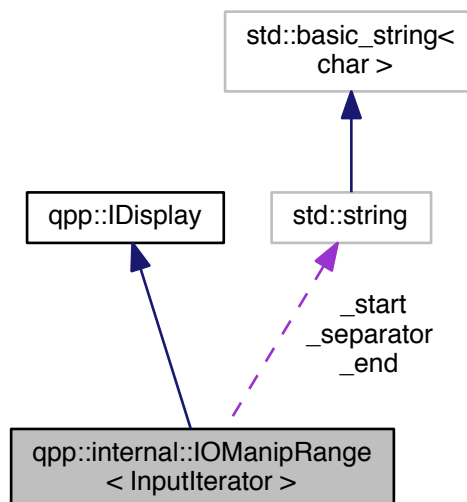 std::basic_string<
char >
qpp::IDisplay
std::string
_start
_separator
_end
qpp::internal::IOManipRange
< InputIterator >